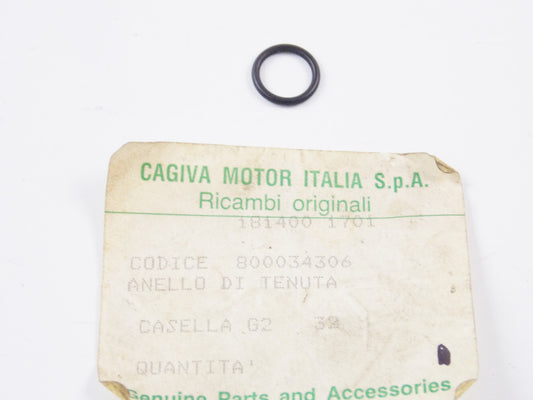 CAGIVA MOTOR ITALIA S.p.A.
Ricambi originali
181400 1701
CODICE 800034306
ANELLO DI TENUTA
CASELLA G2 39
QUANTITA'
Genuine Parts and Accessories